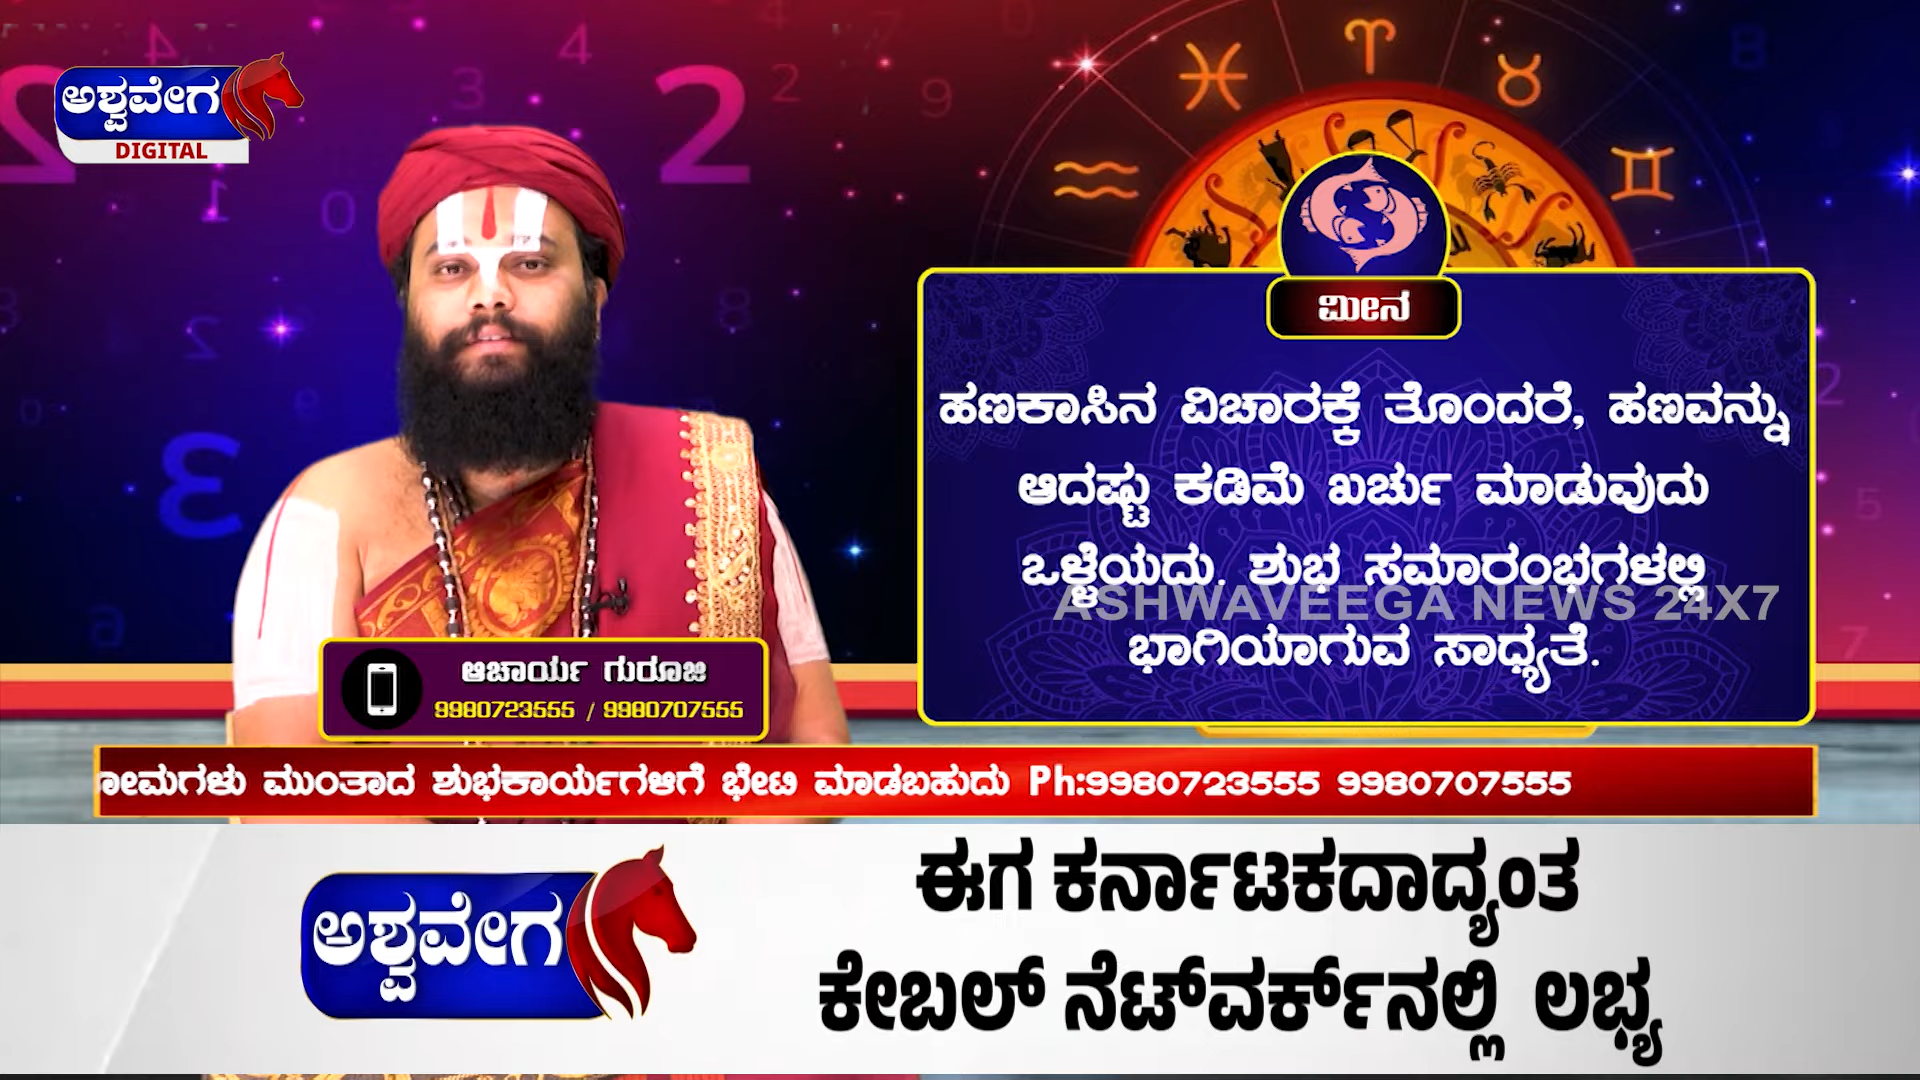 ಅಶ್ವವೇಗ
DIGITAL
ಮೀನ
ಹಣಕಾಸಿನ ವಿಚಾರಕ್ಕೆ ತೊಂದರೆ, ಹಣವನ್ನು
ಆದಷ್ಟು ಕಡಿಮೆ ಖರ್ಚು ಮಾಡುವುದು
ಒಳ್ಳೆಯದು. ಶುಭ ಸಮಾರಂಭಗಳಲ್ಲಿ
ಭಾಗಿಯಾಗುವ ಸಾಧ್ಯತೆ.
ASHWAVEEGA NEWS 24X7
ಆಚಾರ್ಯ ಗುರೂಜಿ
9980723555 / 9980707555
ಮುಂತಾದ ಶುಭಕಾರ್ಯಗಳಿಗೆ ಭೇಟಿ ಮಾಡಬಹುದು Ph:9980723555 9980707555
ಅಶ್ವವೇಗ
ಈಗ ಕರ್ನಾಟಕದಾದ್ಯಂತ
ಕೇಬಲ್ ನೆಟ್‌ವರ್ಕ್‌ನಲ್ಲಿ ಲಭ್ಯ